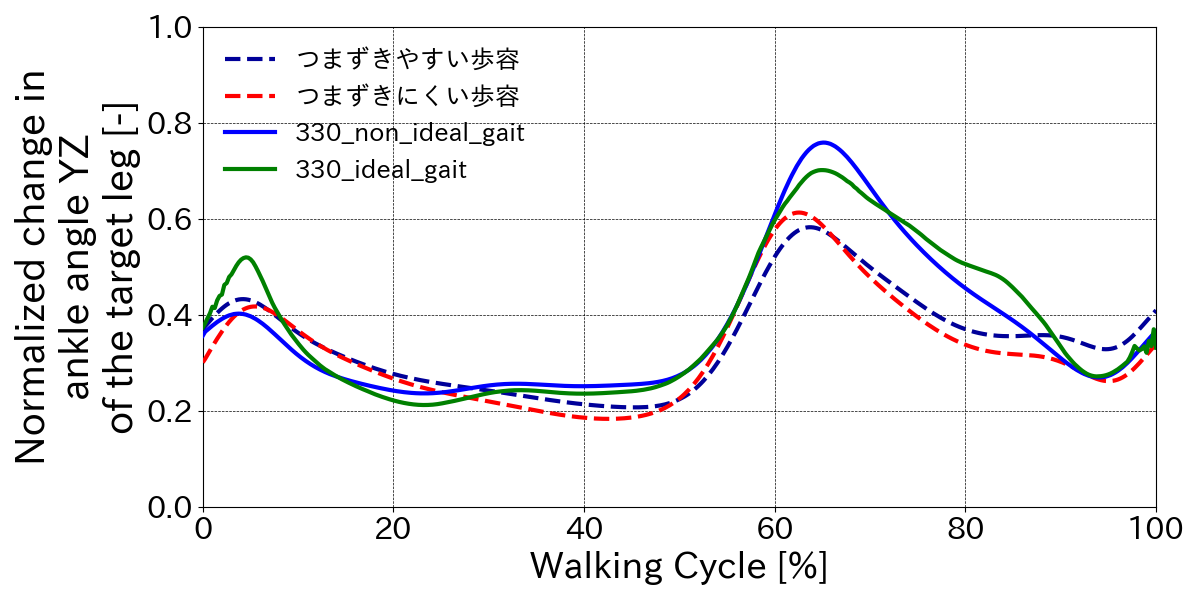 Normalized change in
ankle angle YZ
of the target leg [-]
1.0
0.8
0.6
0.4
0.2
0.0
つまずきやすい歩容
つまずきにくい歩容
330_non_ideal_gait
330_ideal_gait
0 20 40 60 80 100
Walking Cycle [%]